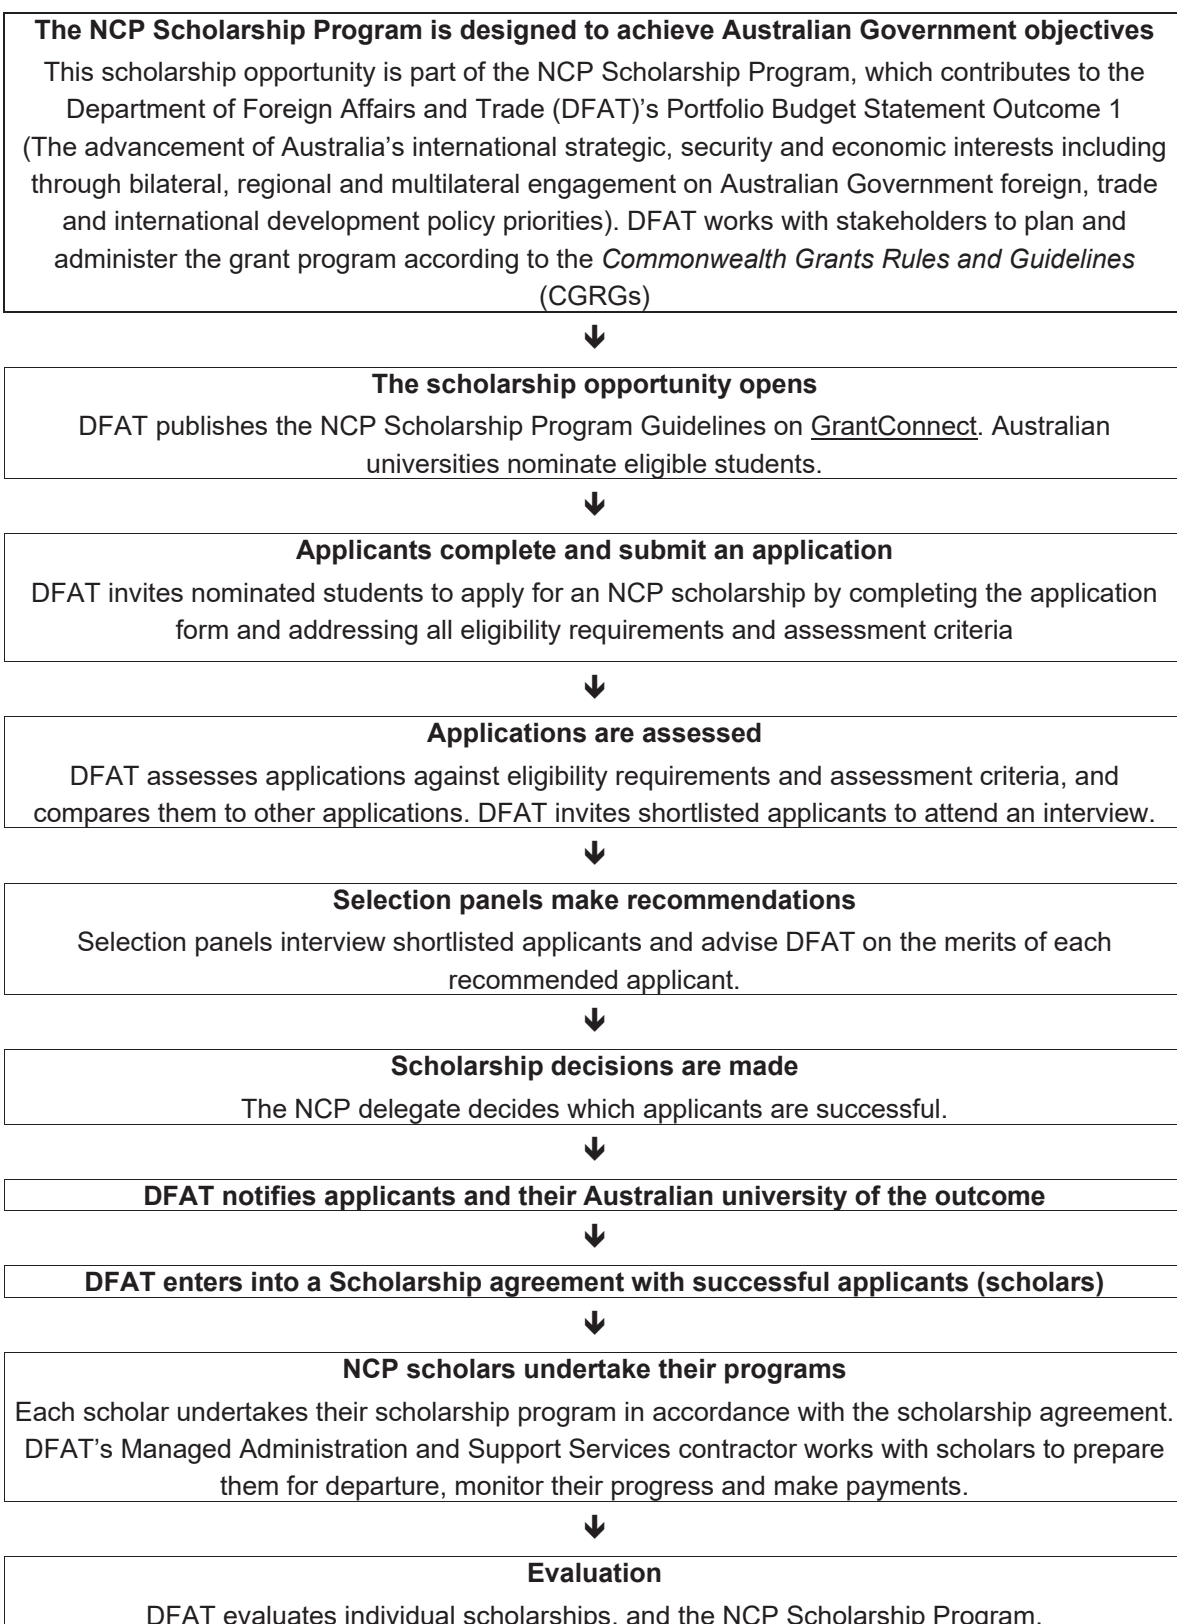 The NCP Scholarship Program is designed to achieve Australian Government objectives
This scholarship opportunity is part of the NCP Scholarship Program, which contributes to the
Department of Foreign Affairs and Trade (DFAT)’s Portfolio Budget Statement Outcome 1
(The advancement of Australia’s international strategic, security and economic interests including
through bilateral, regional and multilateral engagement on Australian Government foreign, trade
and international development policy priorities). DFAT works with stakeholders to plan and
administer the grant program according to the Commonwealth Grants Rules and Guidelines
(CGRGs)
The scholarship opportunity opens
DFAT publishes the NCP Scholarship Program Guidelines on GrantConnect. Australian
universities nominate eligible students.
Applicants complete and submit an application
DFAT invites nominated students to apply for an NCP scholarship by completing the application
form and addressing all eligibility requirements and assessment criteria
Applications are assessed
DFAT assesses applications against eligibility requirements and assessment criteria, and
compares them to other applications. DFAT invites shortlisted applicants to attend an interview.
Selection panels make recommendations
Selection panels interview shortlisted applicants and advise DFAT on the merits of each
recommended applicant.
Scholarship decisions are made
The NCP delegate decides which applicants are successful.
DFAT notifies applicants and their Australian university of the outcome
DFAT enters into a Scholarship agreement with successful applicants (scholars)
NCP scholars undertake their programs
Each scholar undertakes their scholarship program in accordance with the scholarship agreement.
DFAT’s Managed Administration and Support Services contractor works with scholars to prepare
them for departure, monitor their progress and make payments.
Evaluation
DFAT evaluates individual scholarships, and the NCP Scholarship Program.